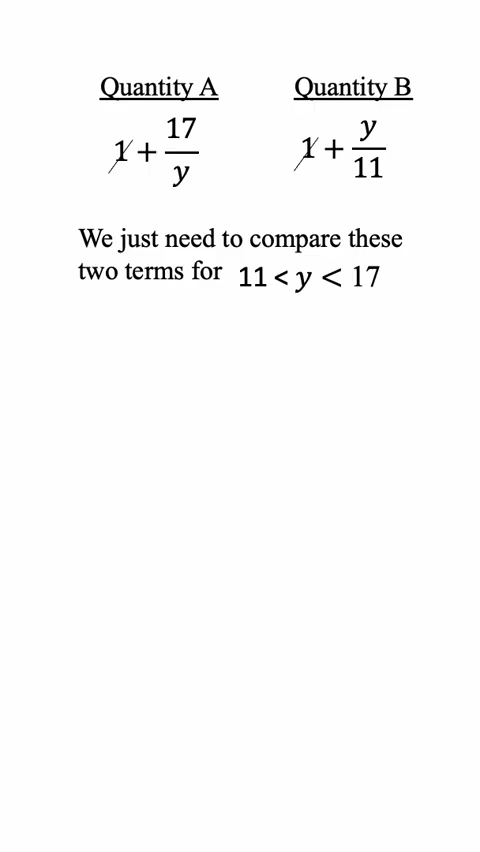 Quantity A Quantity B
1 + 17/y 1 + y/11
We just need to compare these
two terms for 11 < y < 17